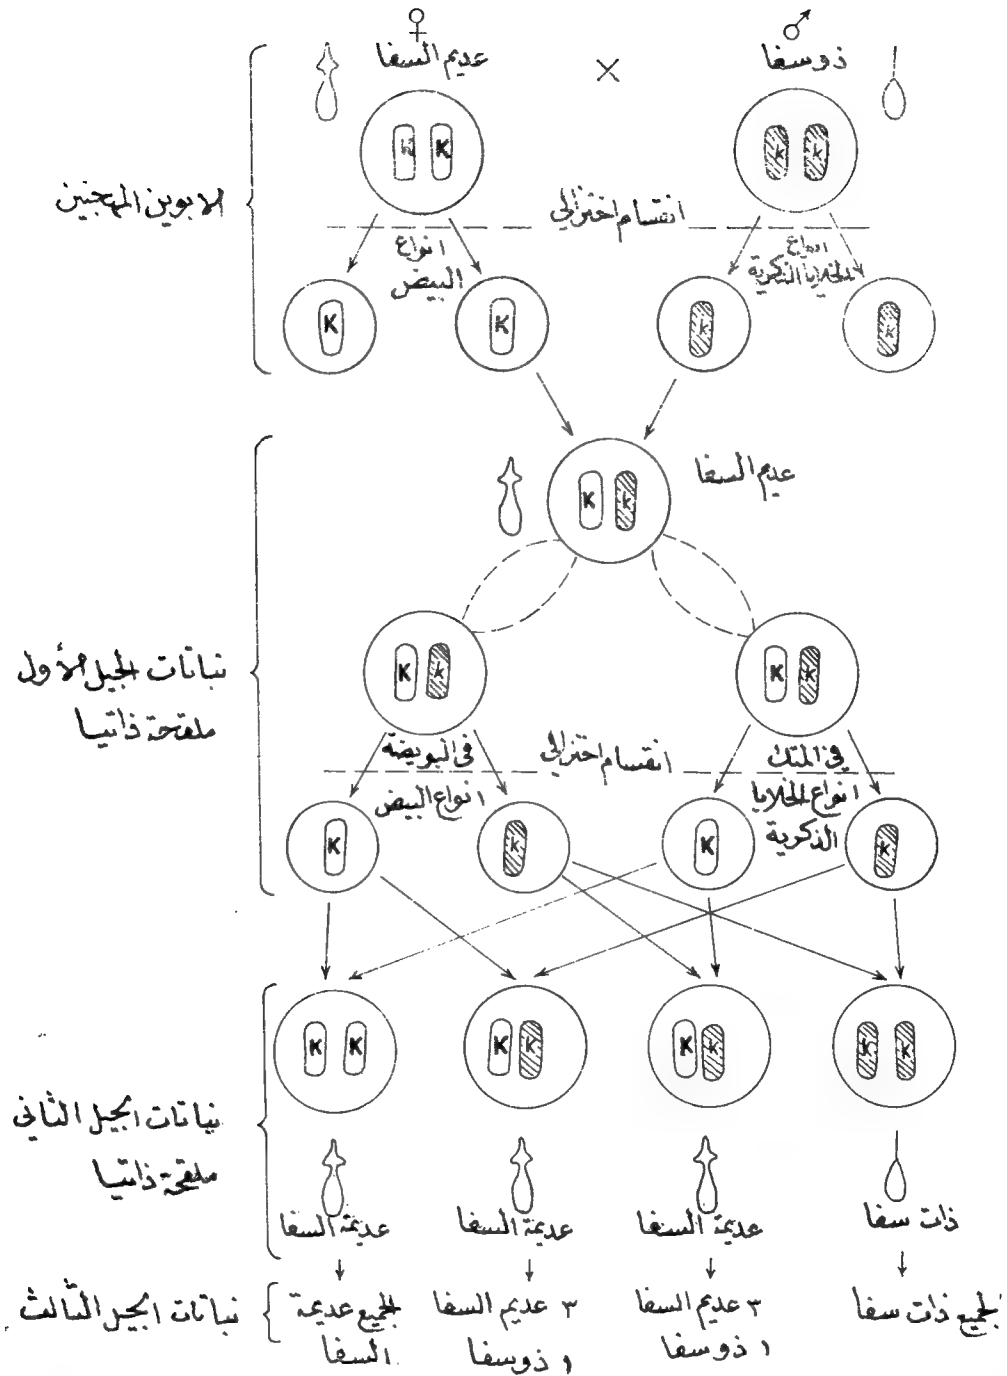 ♀ ♂
عديم السفا × ذو سفا
K K k k
الابوين المهجنين
انقسام اختزالي
انواع البيض
انواع الخلايا الذكرية
K K k k
عديم السفا
K k
نباتات الجيل الأول
ملقحة ذاتيا
K k K k
في البويضة
في المتك
انقسام اختزالي
انواع البيض
انواع الخلايا
الذكرية
K k K k
K K K k K k k k
نباتات الجيل الثاني
ملقحة ذاتيا
عديمة السفا عديمة السفا عديمة السفا ذات سفا
نباتات الجيل الثالث
الجميع عديمة
السفا
٣ عديم السفا
١ ذو سفا
٣ عديم السفا
١ ذو سفا
الجميع ذات سفا